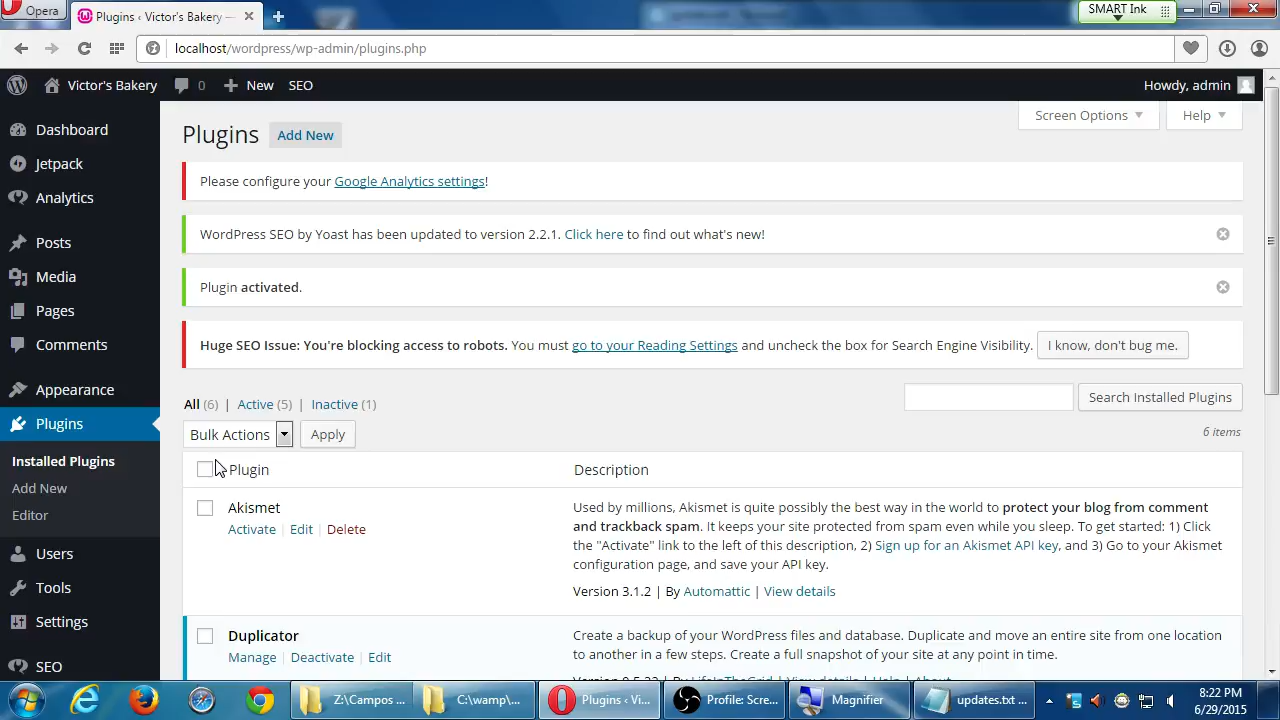 Opera
Plugins ‹ Victor's Bakery —
SMART Ink
localhost/wordpress/wp-admin/plugins.php
Victor's Bakery
0
New
SEO
Howdy, admin
Dashboard
Jetpack
Analytics
Posts
Media
Pages
Comments
Appearance
Plugins
Installed Plugins
Add New
Editor
Users
Tools
Settings
SEO
Screen Options
Help
Plugins
Add New
Please configure your Google Analytics settings!
WordPress SEO by Yoast has been updated to version 2.2.1. Click here to find out what's new!
Plugin activated.
Huge SEO Issue: You're blocking access to robots. You must go to your Reading Settings and uncheck the box for Search Engine Visibility.
I know, don't bug me.
All (6) | Active (5) | Inactive (1)
Search Installed Plugins
Bulk Actions
Apply
6 items
Plugin
Description
Akismet
Activate | Edit | Delete
Used by millions, Akismet is quite possibly the best way in the world to protect your blog from comment
and trackback spam. It keeps your site protected from spam even while you sleep. To get started: 1) Click
the "Activate" link to the left of this description, 2) Sign up for an Akismet API key, and 3) Go to your Akismet
configuration page, and save your API key.
Version 3.1.2 | By Automattic | View details
Duplicator
Manage | Deactivate | Edit
Create a backup of your WordPress files and database. Duplicate and move an entire site from one location
to another in a few steps. Create a full snapshot of your site at any point in time.
Z:\Campos ...
C:\wamp\...
Plugins ‹ Vi...
Profile: Scre...
Magnifier
updates.txt ...
8:22 PM
6/29/2015